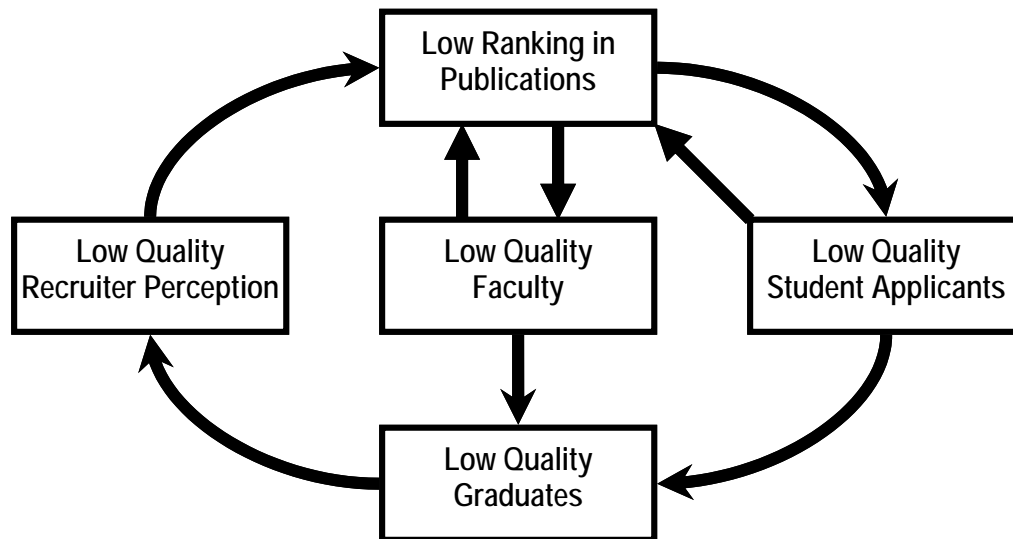 Low Ranking in
Publications
Low Quality
Recruiter Perception
Low Quality
Faculty
Low Quality
Student Applicants
Low Quality
Graduates